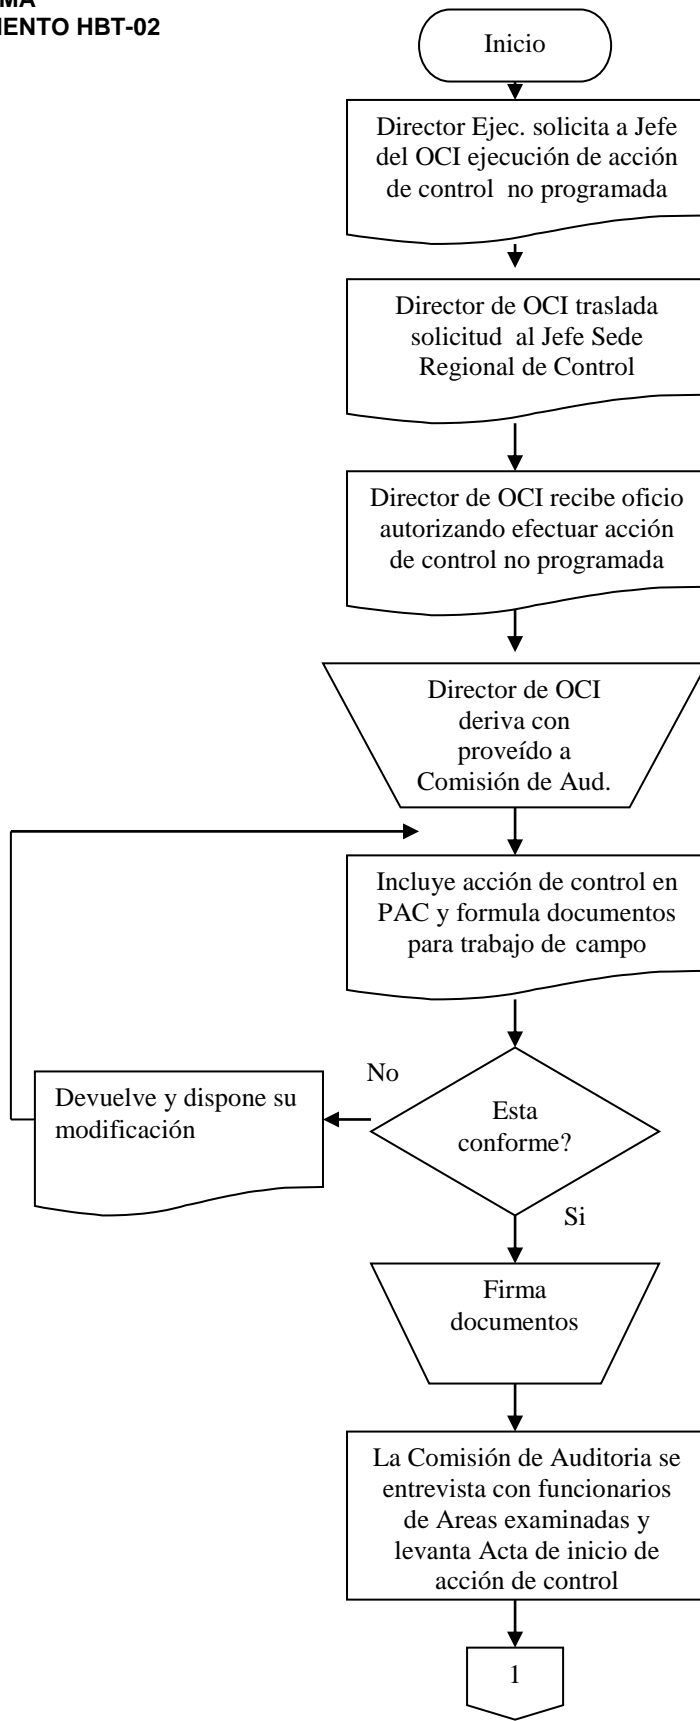 MA
IENTO HBT-02
Inicio
Director Ejec. solicita a Jefe
del OCI ejecución de acción
de control no programada
Director de OCI traslada
solicitud al Jefe Sede
Regional de Control
Director de OCI recibe oficio
autorizando efectuar acción
de control no programada
Director de OCI
deriva con
proveído a
Comisión de Aud.
Incluye acción de control en
PAC y formula documentos
para trabajo de campo
No
Devuelve y dispone su
modificación
Esta
conforme?
Si
Firma
documentos
La Comisión de Auditoria se
entrevista con funcionarios
de Areas examinadas y
levanta Acta de inicio de
acción de control
1